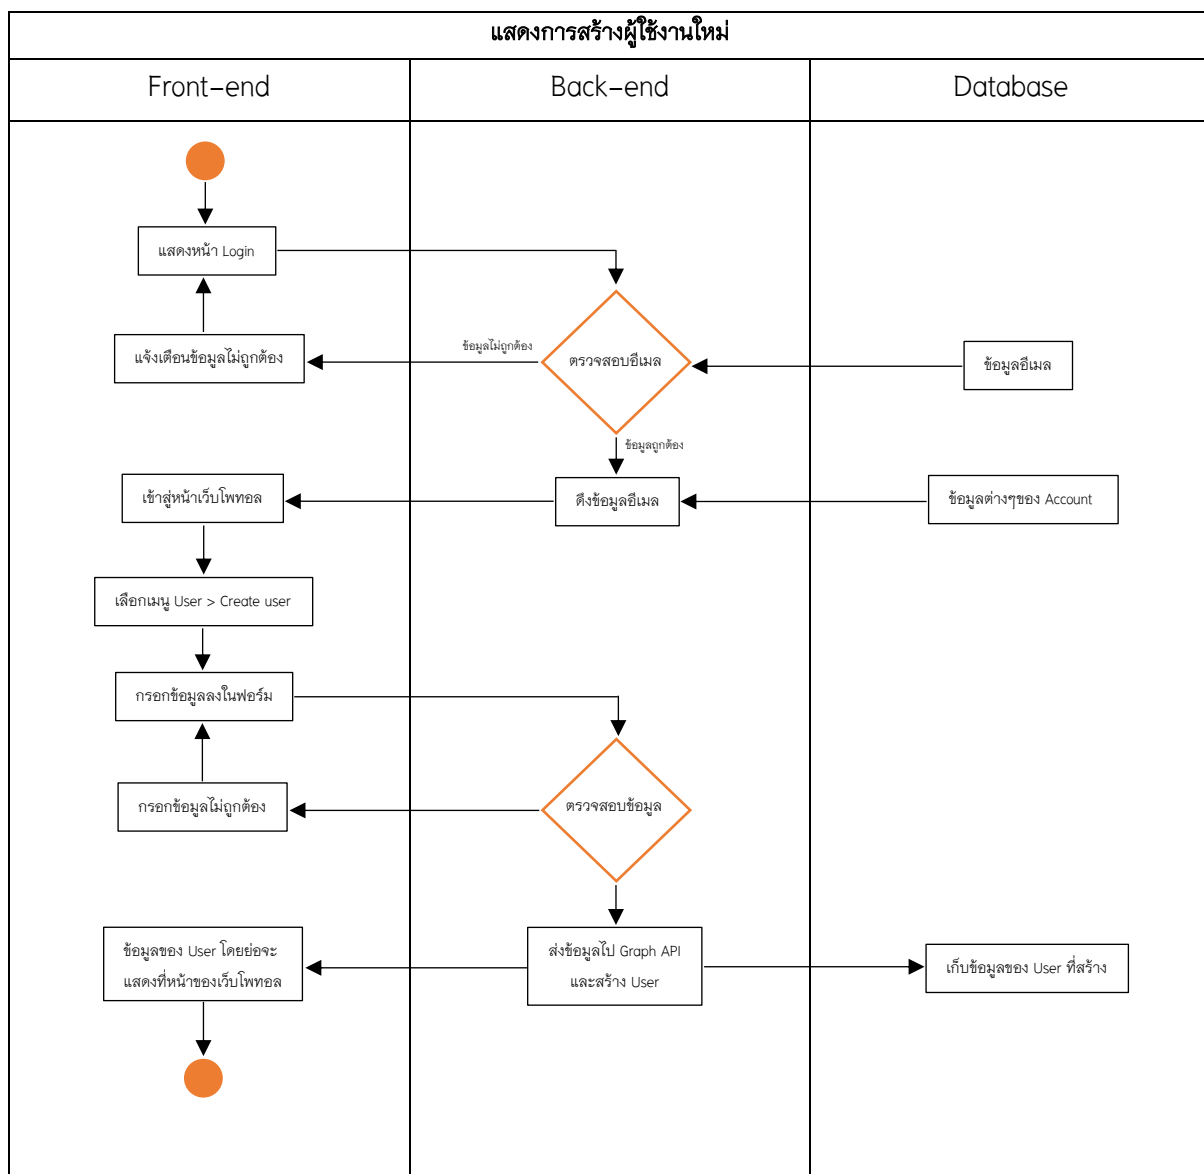 แสดงการสร้างผู้ใช้งานใหม่
Front-end
Back-end
Database
แสดงหน้า Login
แจ้งเตือนข้อมูลไม่ถูกต้อง
ข้อมูลไม่ถูกต้อง
ตรวจสอบอีเมล
ข้อมูลอีเมล
ข้อมูลถูกต้อง
เข้าสู่หน้าเว็บโพทอล
ดึงข้อมูลอีเมล
ข้อมูลต่างๆของ Account
เลือกเมนู User > Create user
กรอกข้อมูลลงในฟอร์ม
กรอกข้อมูลไม่ถูกต้อง
ตรวจสอบข้อมูล
ข้อมูลของ User โดยย่อจะ
แสดงที่หน้าของเว็บโพทอล
ส่งข้อมูลไป Graph API
และสร้าง User
เก็บข้อมูลของ User ที่สร้าง